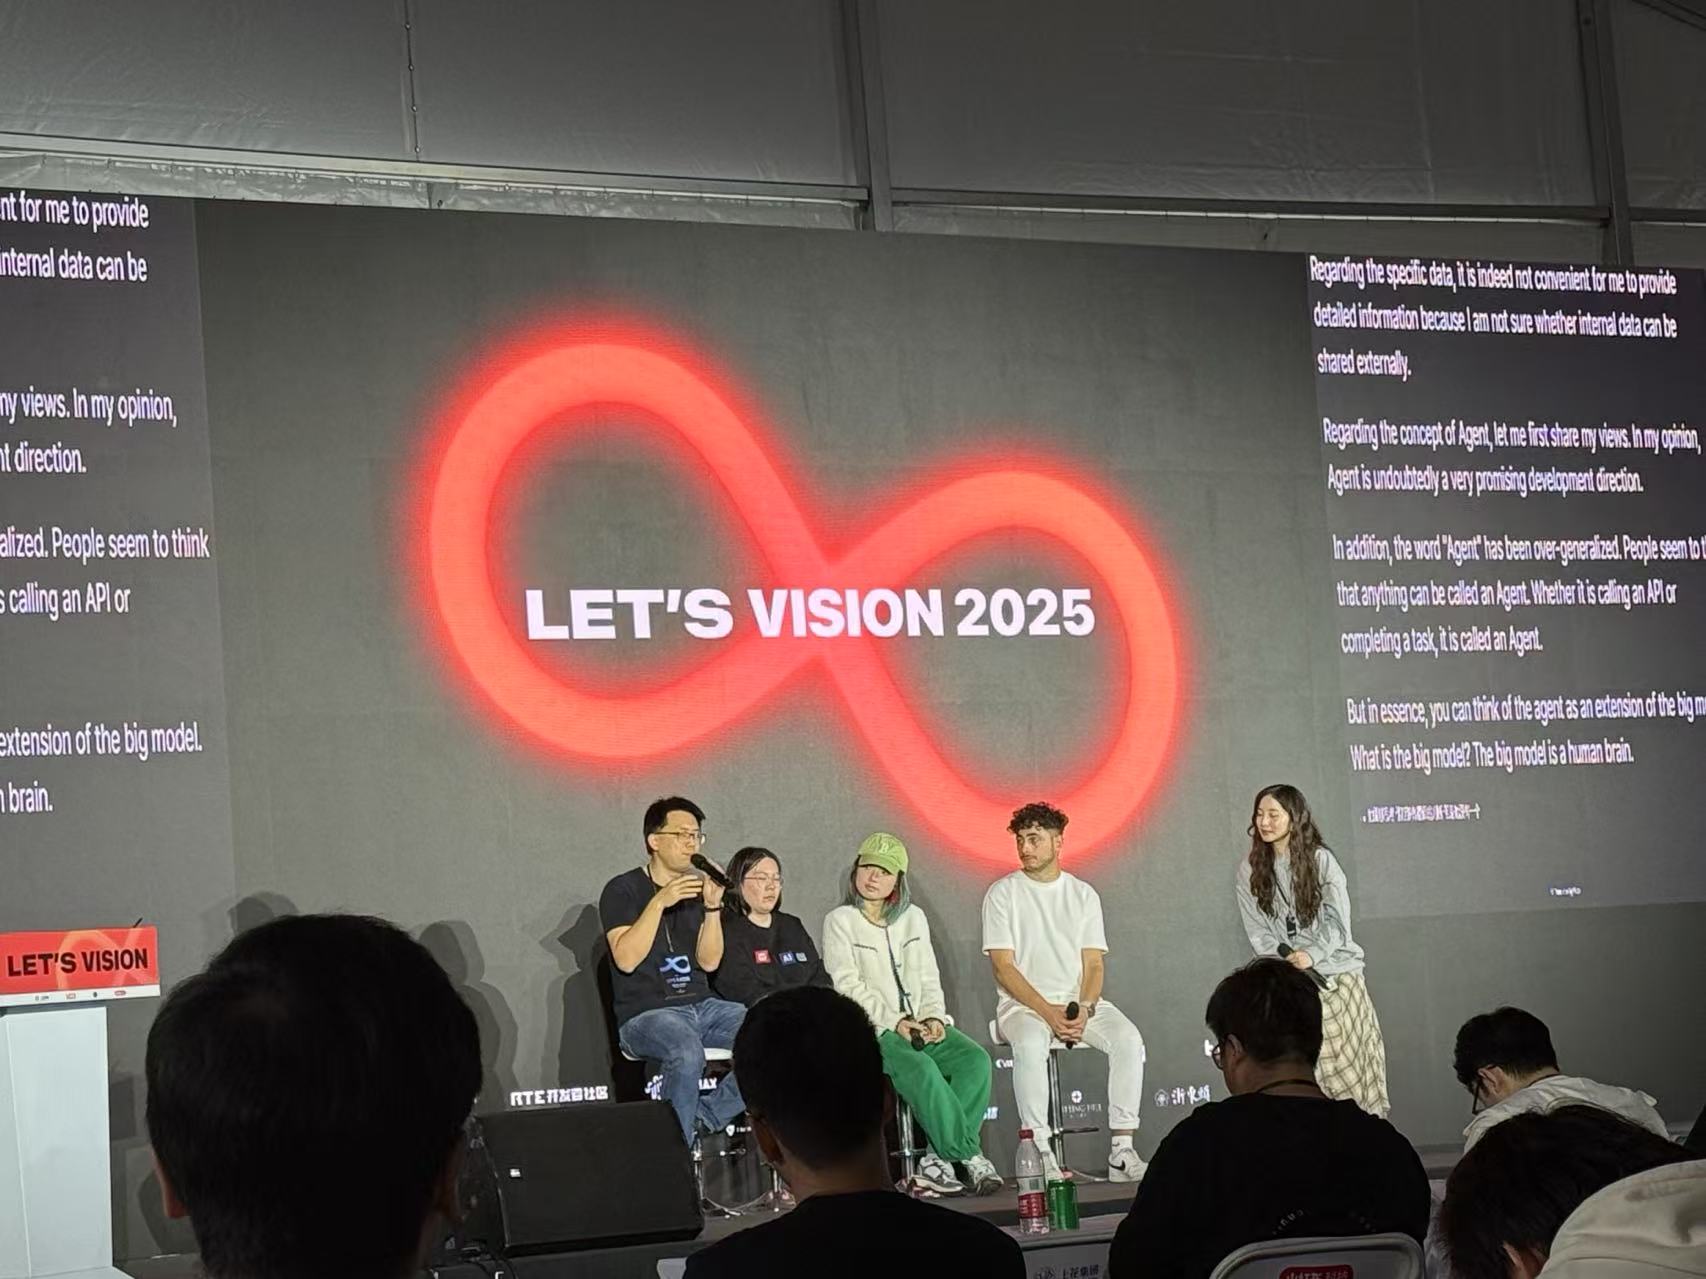 nt for me to provide
internal data can be
ny views. In my opinion,
nt direction.
alized. People seem to think
s calling an API or
extension of the big model.
n brain.
LET'S VISION 2025
Regarding the specific data, it is indeed not convenient for me to provide
detailed information because I am not sure whether internal data can be
shared externally.
Regarding the concept of Agent, let me first share my views. In my opinion,
Agent is undoubtedly a very promising development direction.
In addition, the word "Agent" has been over-generalized. People seem to t
that anything can be called an Agent. Whether it is calling an API or
completing a task, it is called an Agent.
But in essence, you can think of the agent as an extension of the big m
What is the big model? The big model is a human brain.
LET'S VISION
RTE开发者社区